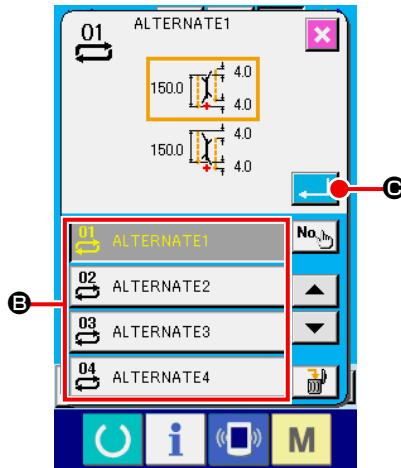 01
ALTERNATE1
150.0
4.0
4.0
150.0
4.0
4.0
C
01 ALTERNATE1
No.
02 ALTERNATE2
B
03 ALTERNATE3
04 ALTERNATE4
i
M